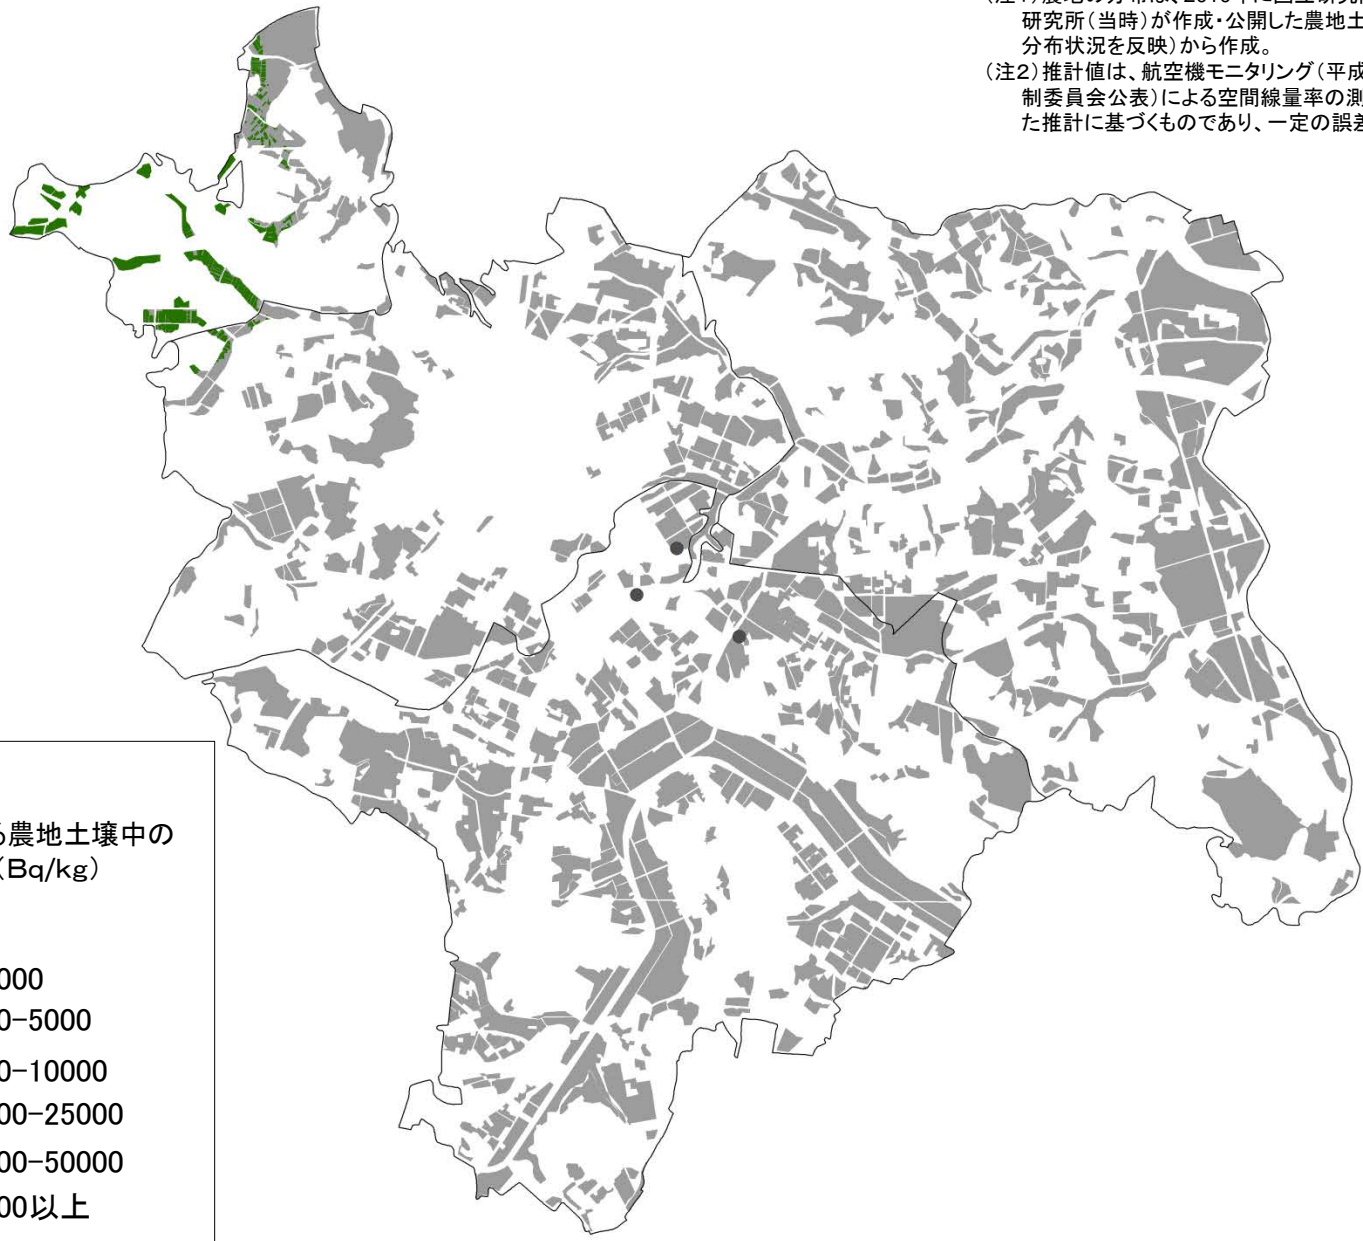 研究所（当時）が作成・公開した農地土
分布状況を反映）から作成。
（注2）推計値は、航空機モニタリング（平成
制委員会公表）による空間線量率の測
た推計に基づくものであり、一定の誤差
る農地土壌中の
（Bq/kg）
000
0-5000
0-10000
00-25000
00-50000
00以上